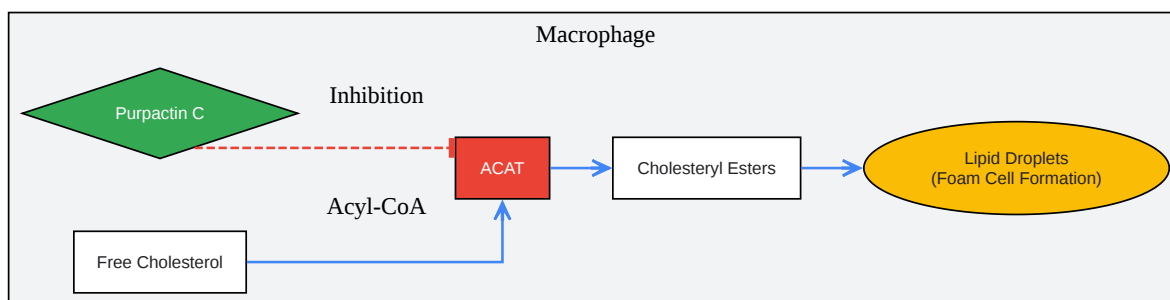 Macrophage
Purpactin C
Inhibition
ACAT
Cholesteryl Esters
Lipid Droplets
(Foam Cell Formation)
Acyl-CoA
Free Cholesterol